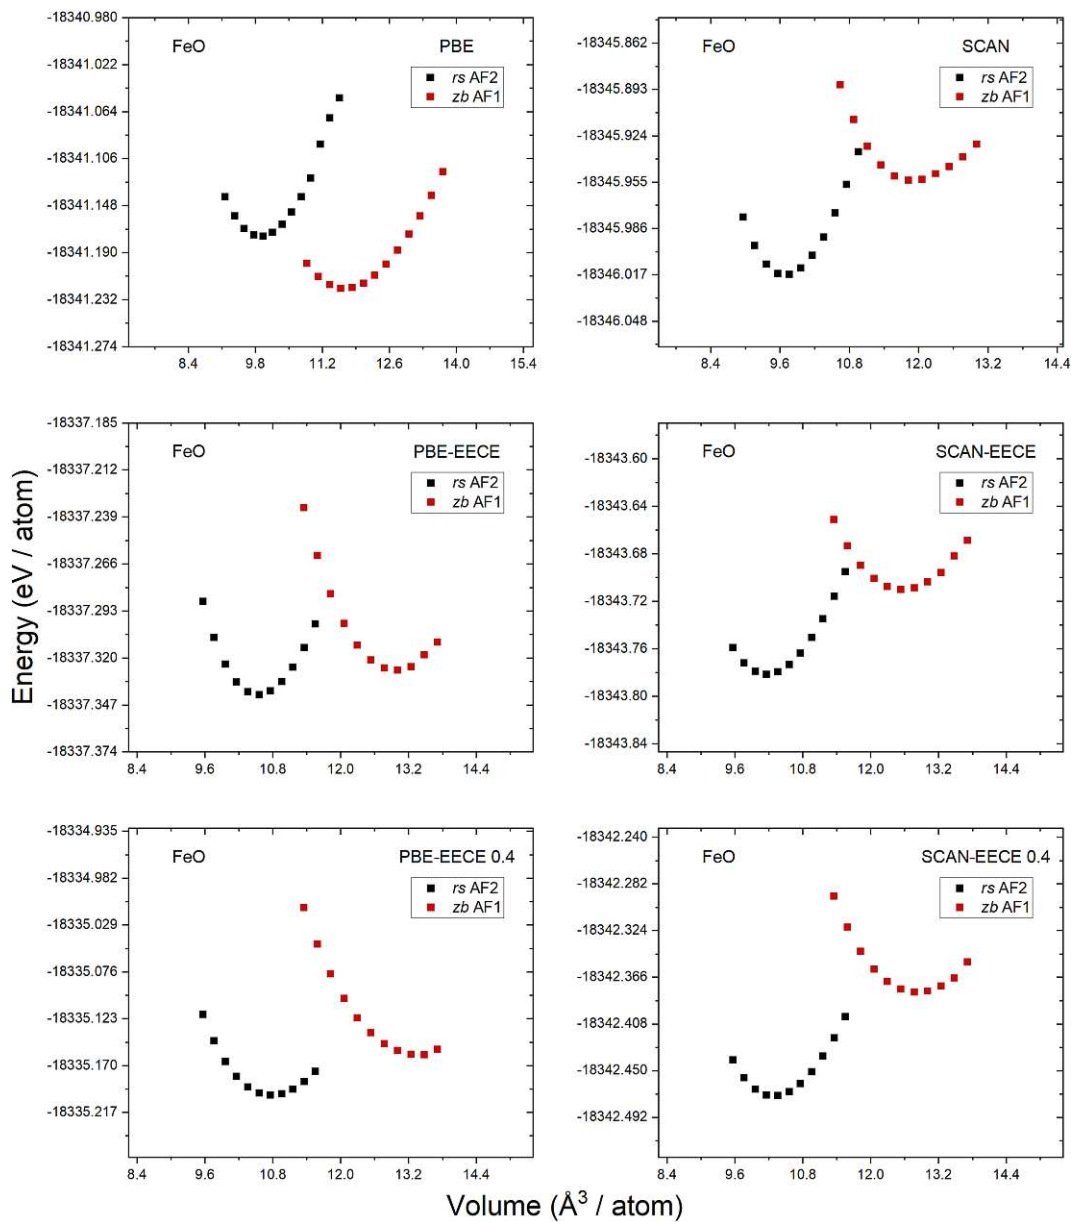 FeO PBE
rs AF2
zb AF1
-18340.980
-18341.022
-18341.064
-18341.106
-18341.148
-18341.190
-18341.232
-18341.274
8.4 9.8 11.2 12.6 14.0 15.4
FeO SCAN
rs AF2
zb AF1
-18345.862
-18345.893
-18345.924
-18345.955
-18345.986
-18346.017
-18346.048
8.4 9.6 10.8 12.0 13.2 14.4
FeO PBE-EECE
rs AF2
zb AF1
-18337.185
-18337.212
-18337.239
-18337.266
-18337.293
-18337.320
-18337.347
-18337.374
8.4 9.6 10.8 12.0 13.2 14.4
FeO SCAN-EECE
rs AF2
zb AF1
-18343.60
-18343.64
-18343.68
-18343.72
-18343.76
-18343.80
-18343.84
8.4 9.6 10.8 12.0 13.2 14.4
FeO PBE-EECE 0.4
rs AF2
zb AF1
-18334.935
-18334.982
-18335.029
-18335.076
-18335.123
-18335.170
-18335.217
8.4 9.6 10.8 12.0 13.2 14.4
FeO SCAN-EECE 0.4
rs AF2
zb AF1
-18342.240
-18342.282
-18342.324
-18342.366
-18342.408
-18342.450
-18342.492
8.4 9.6 10.8 12.0 13.2 14.4
Energy (eV / atom)
Volume (Å³ / atom)